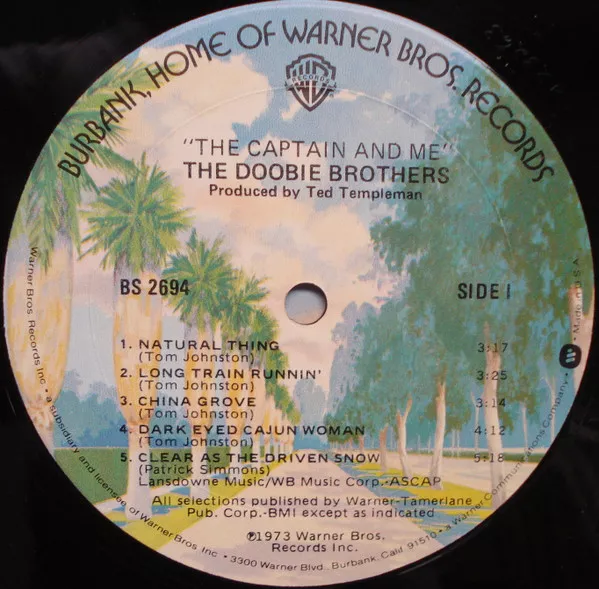 BURBANK, HOME OF WARNER BROS. RECORDS
WB
RECORDS
"THE CAPTAIN AND ME"
THE DOOBIE BROTHERS
Produced by Ted Templeman
BS 2694 SIDE 1
1. NATURAL THING 3:17
(Tom Johnston)
2. LONG TRAIN RUNNIN' 3:25
(Tom Johnston)
3. CHINA GROVE 3:14
(Tom Johnston)
4. DARK EYED CAJUN WOMAN 4:12
(Tom Johnston)
5. CLEAR AS THE DRIVEN SNOW 5:18
(Patrick Simmons)
Lansdowne Music/WB Music Corp.-ASCAP
All selections published by Warner-Tamerlane
Pub. Corp.-BMI except as indicated
℗1973 Warner Bros.
Records Inc.
Warner Bros. Records Inc. • a subsidiary and licensee of Warner Bros. Inc. • 3300 Warner Blvd., Burbank, Calif. 91510 • a Warner Communications Company • Made in U.S.A.